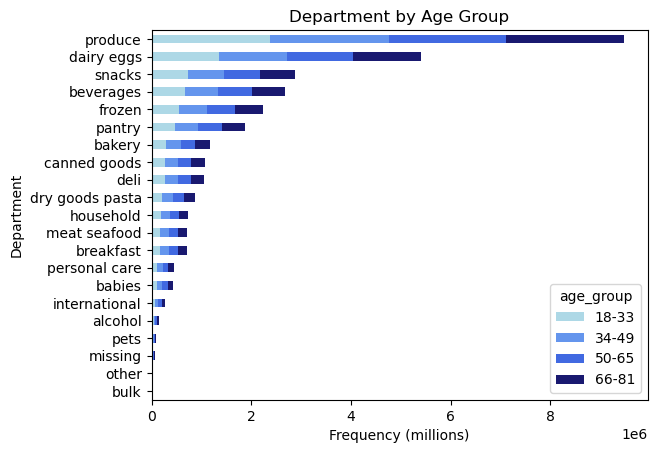 Department by Age Group
Department
produce
dairy eggs
snacks
beverages
frozen
pantry
bakery
canned goods
deli
dry goods pasta
household
meat seafood
breakfast
personal care
babies
international
alcohol
pets
missing
other
bulk
age_group
18-33
34-49
50-65
66-81
0 2 4 6 8
1e6
Frequency (millions)